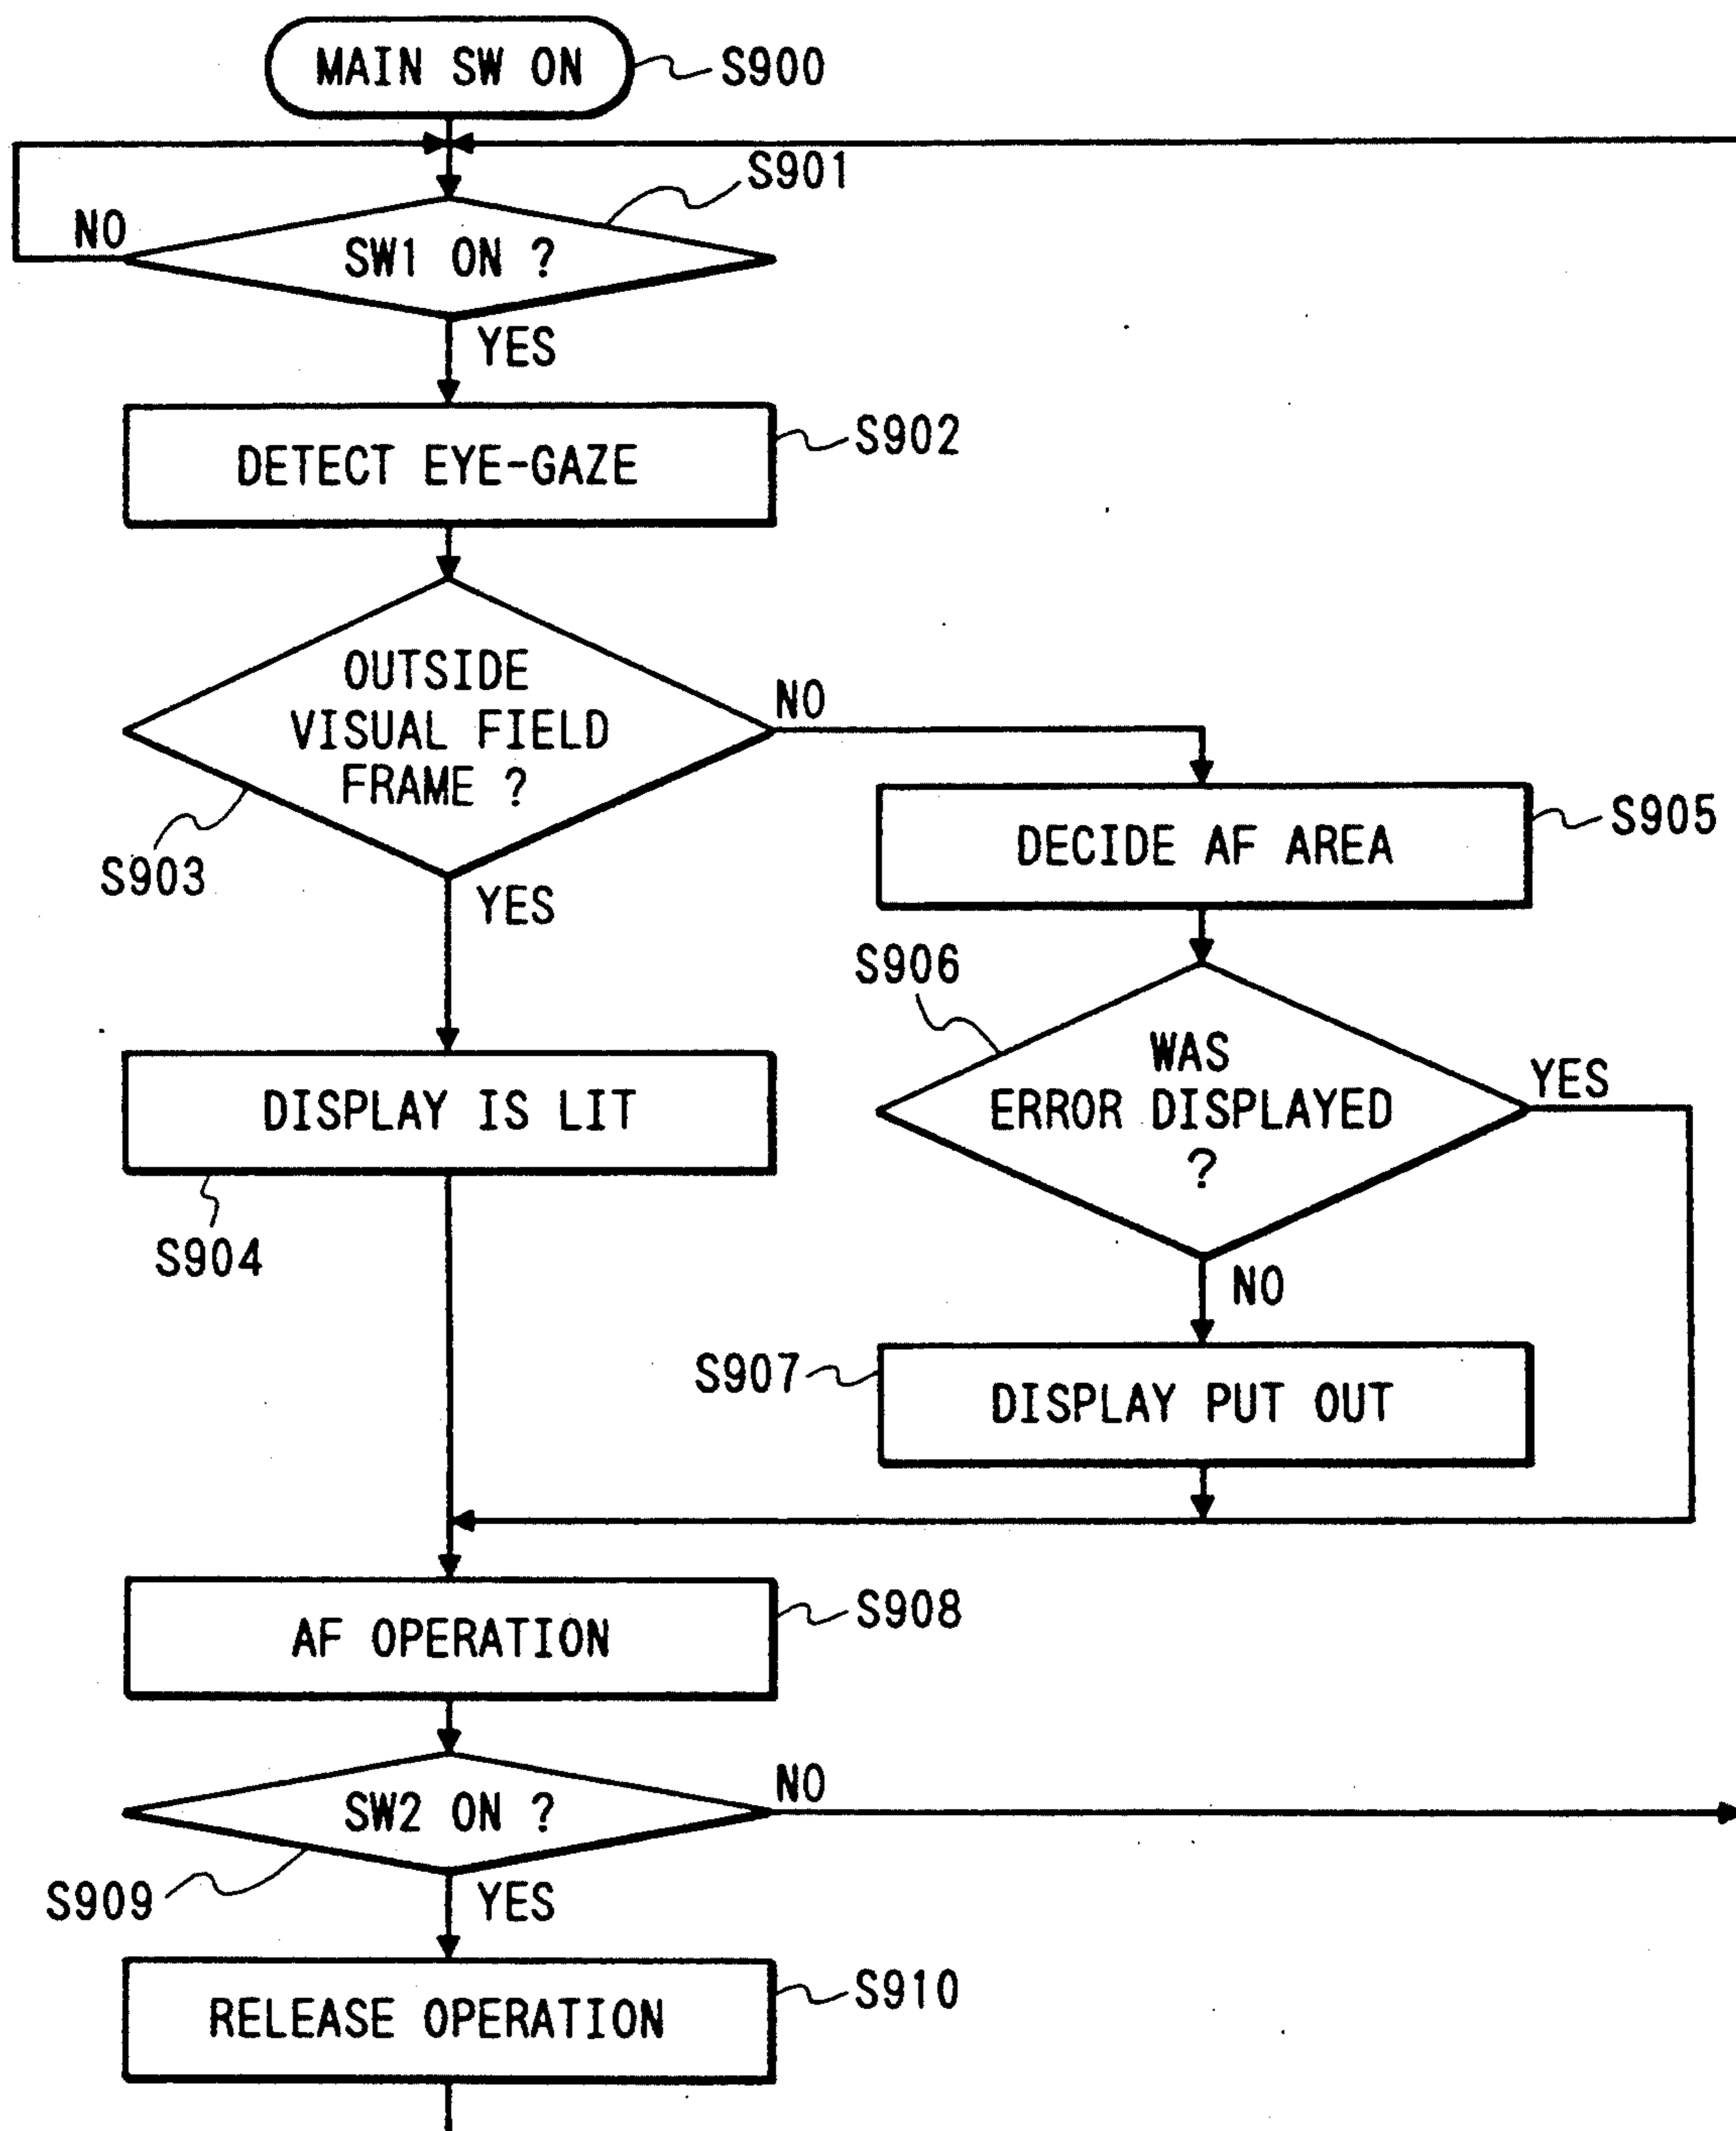 MAIN SW ON
S900
S901
NO
SW1 ON ?
YES
DETECT EYE-GAZE
S902
OUTSIDE
VISUAL FIELD
FRAME ?
NO
S903
YES
DECIDE AF AREA
S905
S906
WAS
ERROR DISPLAYED
?
YES
DISPLAY IS LIT
S904
NO
S907
DISPLAY PUT OUT
AF OPERATION
S908
SW2 ON ?
NO
S909
YES
RELEASE OPERATION
S910